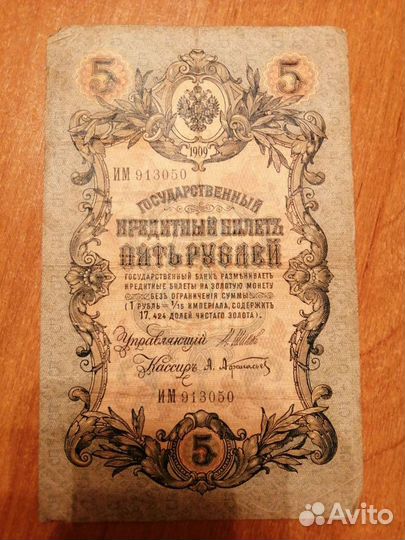 5 5
1909
ИМ 913050
ГОСУДАРСТВЕННЫЙ
КРЕДИТНЫЙ БИЛЕТЪ
ПЯТЬ РУБЛЕЙ
ГОСУДАРСТВЕННЫЙ БАНКЪ РАЗМѢНИВАЕТЪ
КРЕДИТНЫЕ БИЛЕТЫ НА ЗОЛОТУЮ МОНЕТУ
БЕЗЪ ОГРАНИЧЕНІЯ СУММЫ
(1 РУБЛЬ = 1/15 ИМПЕРІАЛА, СОДЕРЖИТЪ
17,424 ДОЛЕЙ ЧИСТАГО ЗОЛОТА).
Управляющій
Кассиръ А. Афанасьев
ИМ 913050
5
Avito